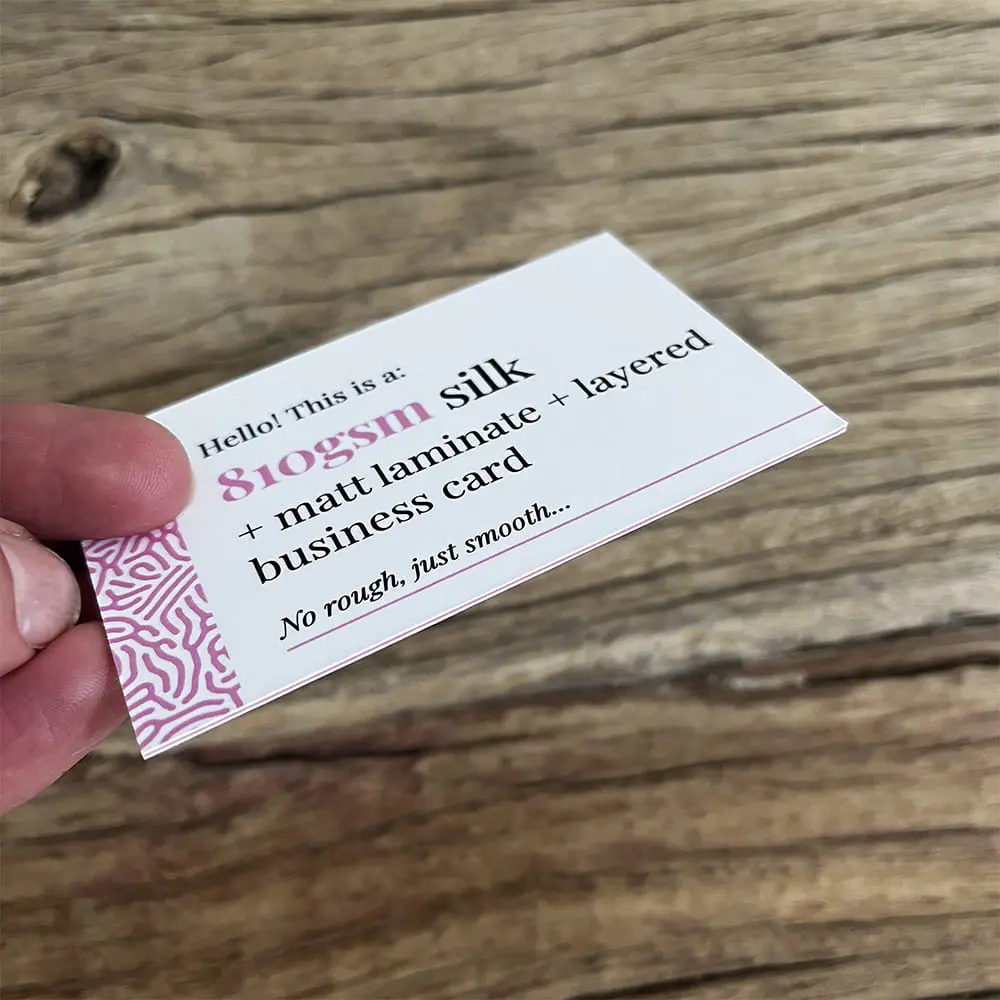 Hello! This is a:
810gsm silk
+ matt laminate + layered
business card
No rough, just smooth...